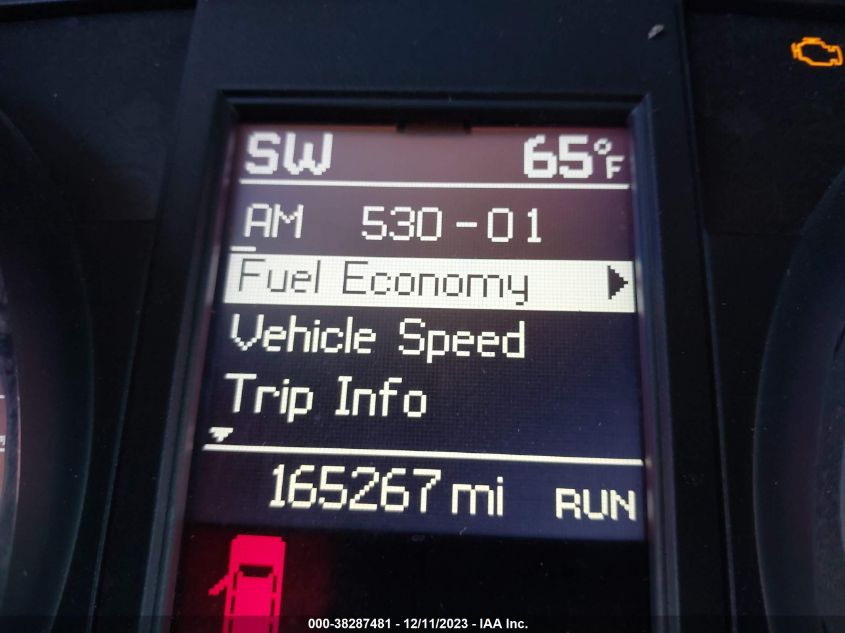 SW 65°F
AM 530-01
Fuel Economy
Vehicle Speed
Trip Info
165267 mi RUN
000-38287481 - 12/11/2023 - IAA Inc.